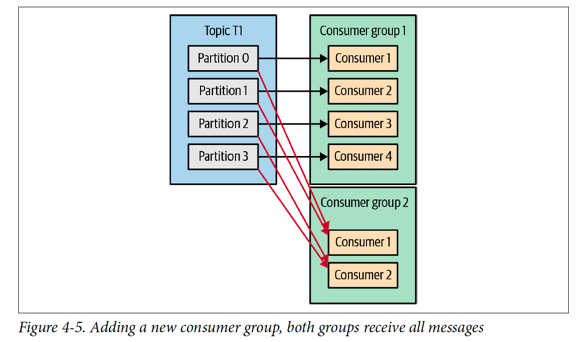 Topic T1
Partition 0
Partition 1
Partition 2
Partition 3
Consumer group 1
Consumer 1
Consumer 2
Consumer 3
Consumer 4
Consumer group 2
Consumer 1
Consumer 2
Figure 4-5. Adding a new consumer group, both groups receive all messages